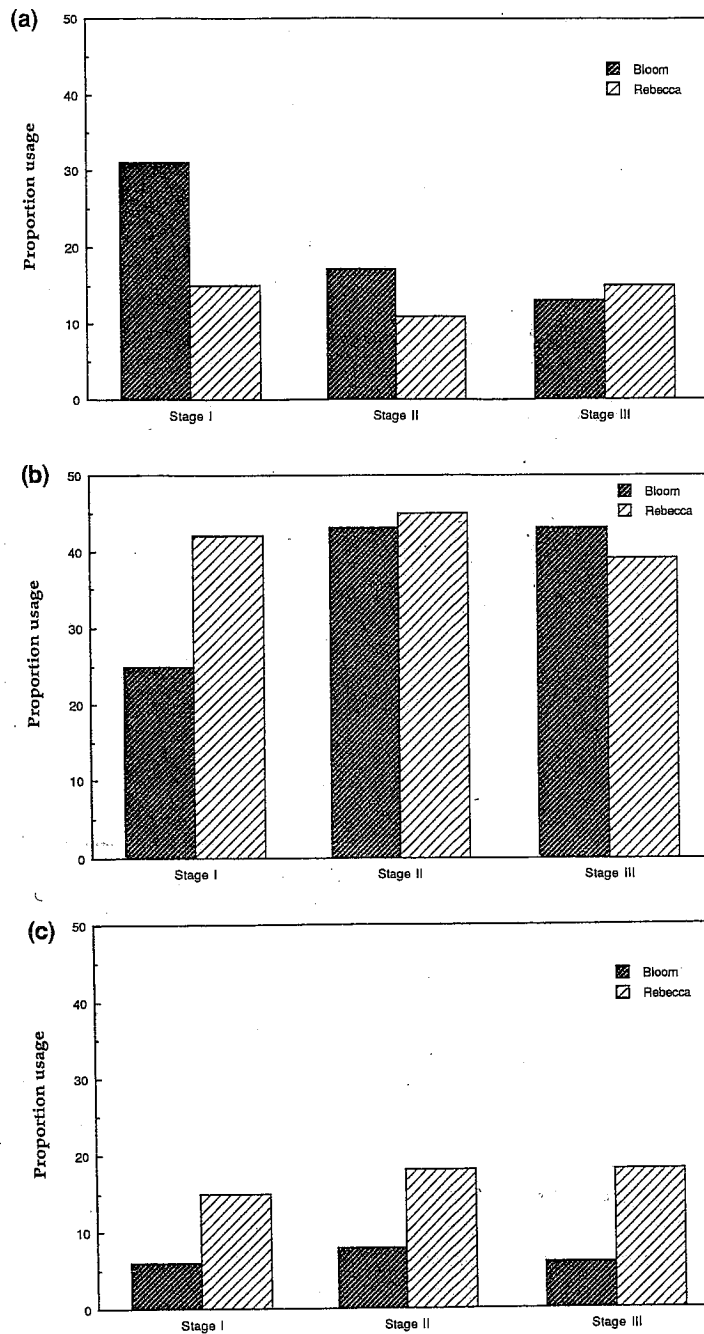 (a)
50
40
30
20
10
0
Proportion usage
Bloom
Rebecca
Stage I
Stage II
Stage III
(b)
50
40
30
20
10
0
Proportion usage
Bloom
Rebecca
Stage I
Stage II
Stage III
(c)
50
40
30
20
10
0
Proportion usage
Bloom
Rebecca
Stage I
Stage II
Stage III